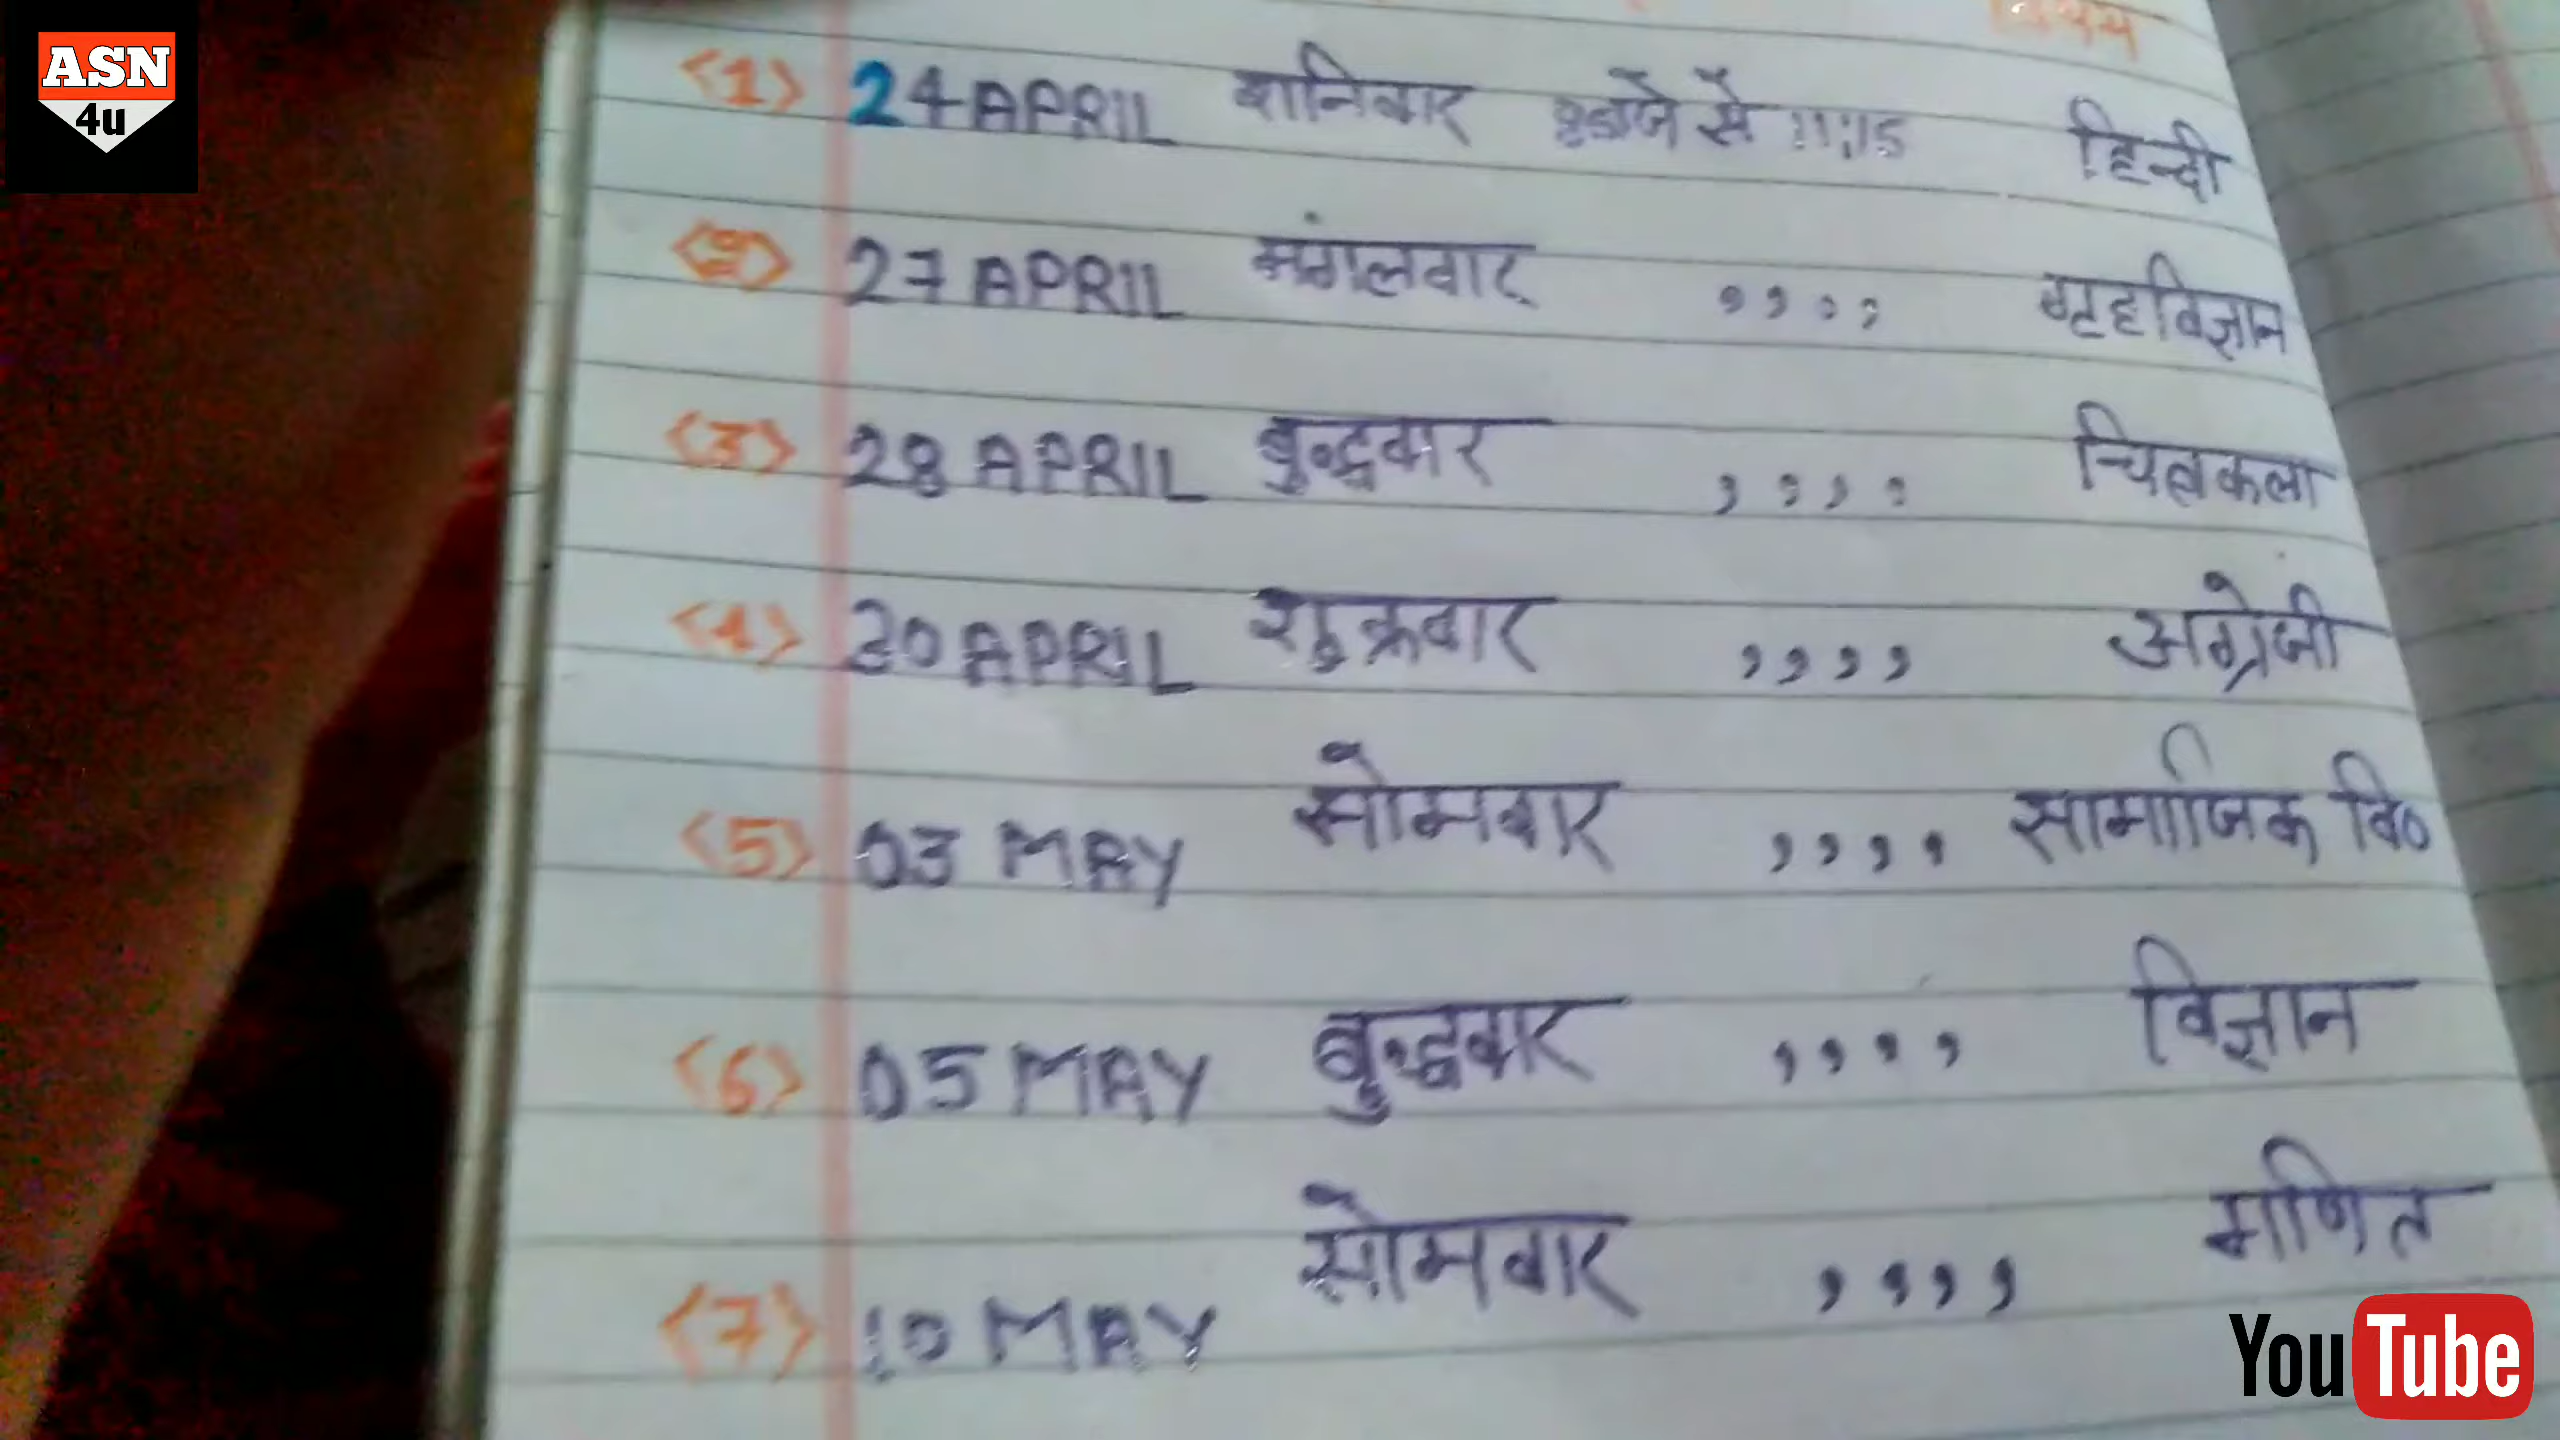 ASN
4u
विषय
<1> 24 APRIL शनिवार 8 बजे से 11:15 हिन्दी
<2> 27 APRIL मंगलवार ,,,, गृहविज्ञान
<3> 28 APRIL बुद्धवार ,,,, चित्रकला
<4> 30 APRIL शुक्रवार ,,,, अंग्रेजी
<5> 03 MAY सोमवार ,,,, सामाजिक वि०
<6> 05 MAY बुद्धवार ,,,, विज्ञान
<7> 10 MAY सोमवार ,,,, गणित
YouTube